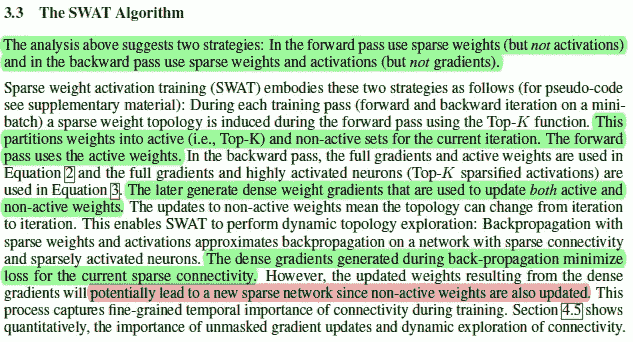 3.3 The SWAT Algorithm
The analysis above suggests two strategies: In the forward pass use sparse weights (but not activations)
and in the backward pass use sparse weights and activations (but not gradients).
Sparse weight activation training (SWAT) embodies these two strategies as follows (for pseudo-code
see supplementary material): During each training pass (forward and backward iteration on a mini-
batch) a sparse weight topology is induced during the forward pass using the Top-K function. This
partitions weights into active (i.e., Top-K) and non-active sets for the current iteration. The forward
pass uses the active weights. In the backward pass, the full gradients and active weights are used in
Equation 2 and the full gradients and highly activated neurons (Top-K sparsified activations) are
used in Equation 3. The later generate dense weight gradients that are used to update both active and
non-active weights. The updates to non-active weights mean the topology can change from iteration
to iteration. This enables SWAT to perform dynamic topology exploration: Backpropagation with
sparse weights and activations approximates backpropagation on a network with sparse connectivity
and sparsely activated neurons. The dense gradients generated during back-propagation minimize
loss for the current sparse connectivity. However, the updated weights resulting from the dense
gradients will potentially lead to a new sparse network since non-active weights are also updated. This
process captures fine-grained temporal importance of connectivity during training. Section 4.5 shows
quantitatively, the importance of unmasked gradient updates and dynamic exploration of connectivity.